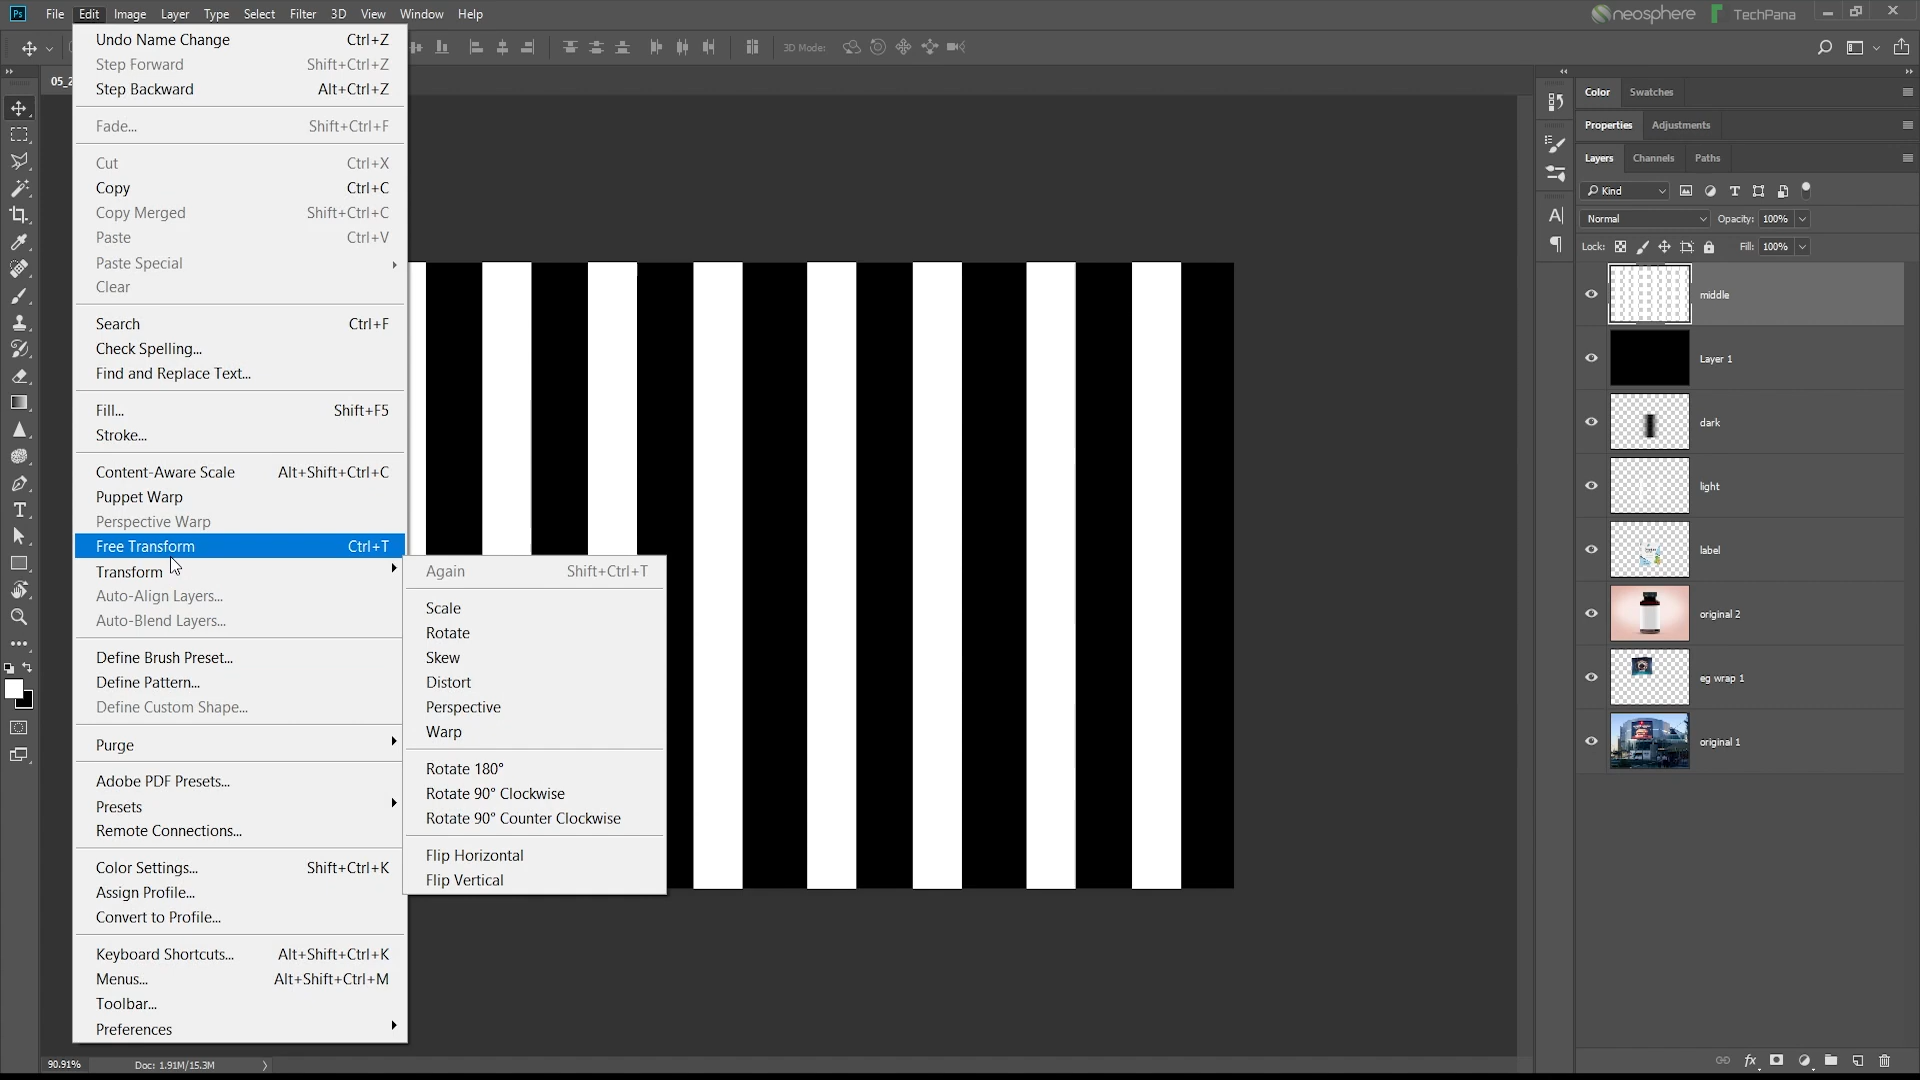 Ps File Edit Image Layer Type Select Filter 3D View Window Help
neosphere TechPana
3D Mode:
05_2
Undo Name Change Ctrl+Z
Step Forward Shift+Ctrl+Z
Step Backward Alt+Ctrl+Z
Fade... Shift+Ctrl+F
Cut Ctrl+X
Copy Ctrl+C
Copy Merged Shift+Ctrl+C
Paste Ctrl+V
Paste Special
Clear
Search Ctrl+F
Check Spelling...
Find and Replace Text...
Fill... Shift+F5
Stroke...
Content-Aware Scale Alt+Shift+Ctrl+C
Puppet Warp
Perspective Warp
Free Transform Ctrl+T
Transform
Auto-Align Layers...
Auto-Blend Layers...
Define Brush Preset...
Define Pattern...
Define Custom Shape...
Purge
Adobe PDF Presets...
Presets
Remote Connections...
Color Settings... Shift+Ctrl+K
Assign Profile...
Convert to Profile...
Keyboard Shortcuts... Alt+Shift+Ctrl+K
Menus... Alt+Shift+Ctrl+M
Toolbar...
Preferences
Again Shift+Ctrl+T
Scale
Rotate
Skew
Distort
Perspective
Warp
Rotate 180°
Rotate 90° Clockwise
Rotate 90° Counter Clockwise
Flip Horizontal
Flip Vertical
Color Swatches
Properties Adjustments
Layers Channels Paths
Kind
Normal Opacity: 100%
Lock: Fill: 100%
middle
Layer 1
dark
light
label
original 2
eg wrap 1
original 1
90.91% Doc: 1.91M/15.3M